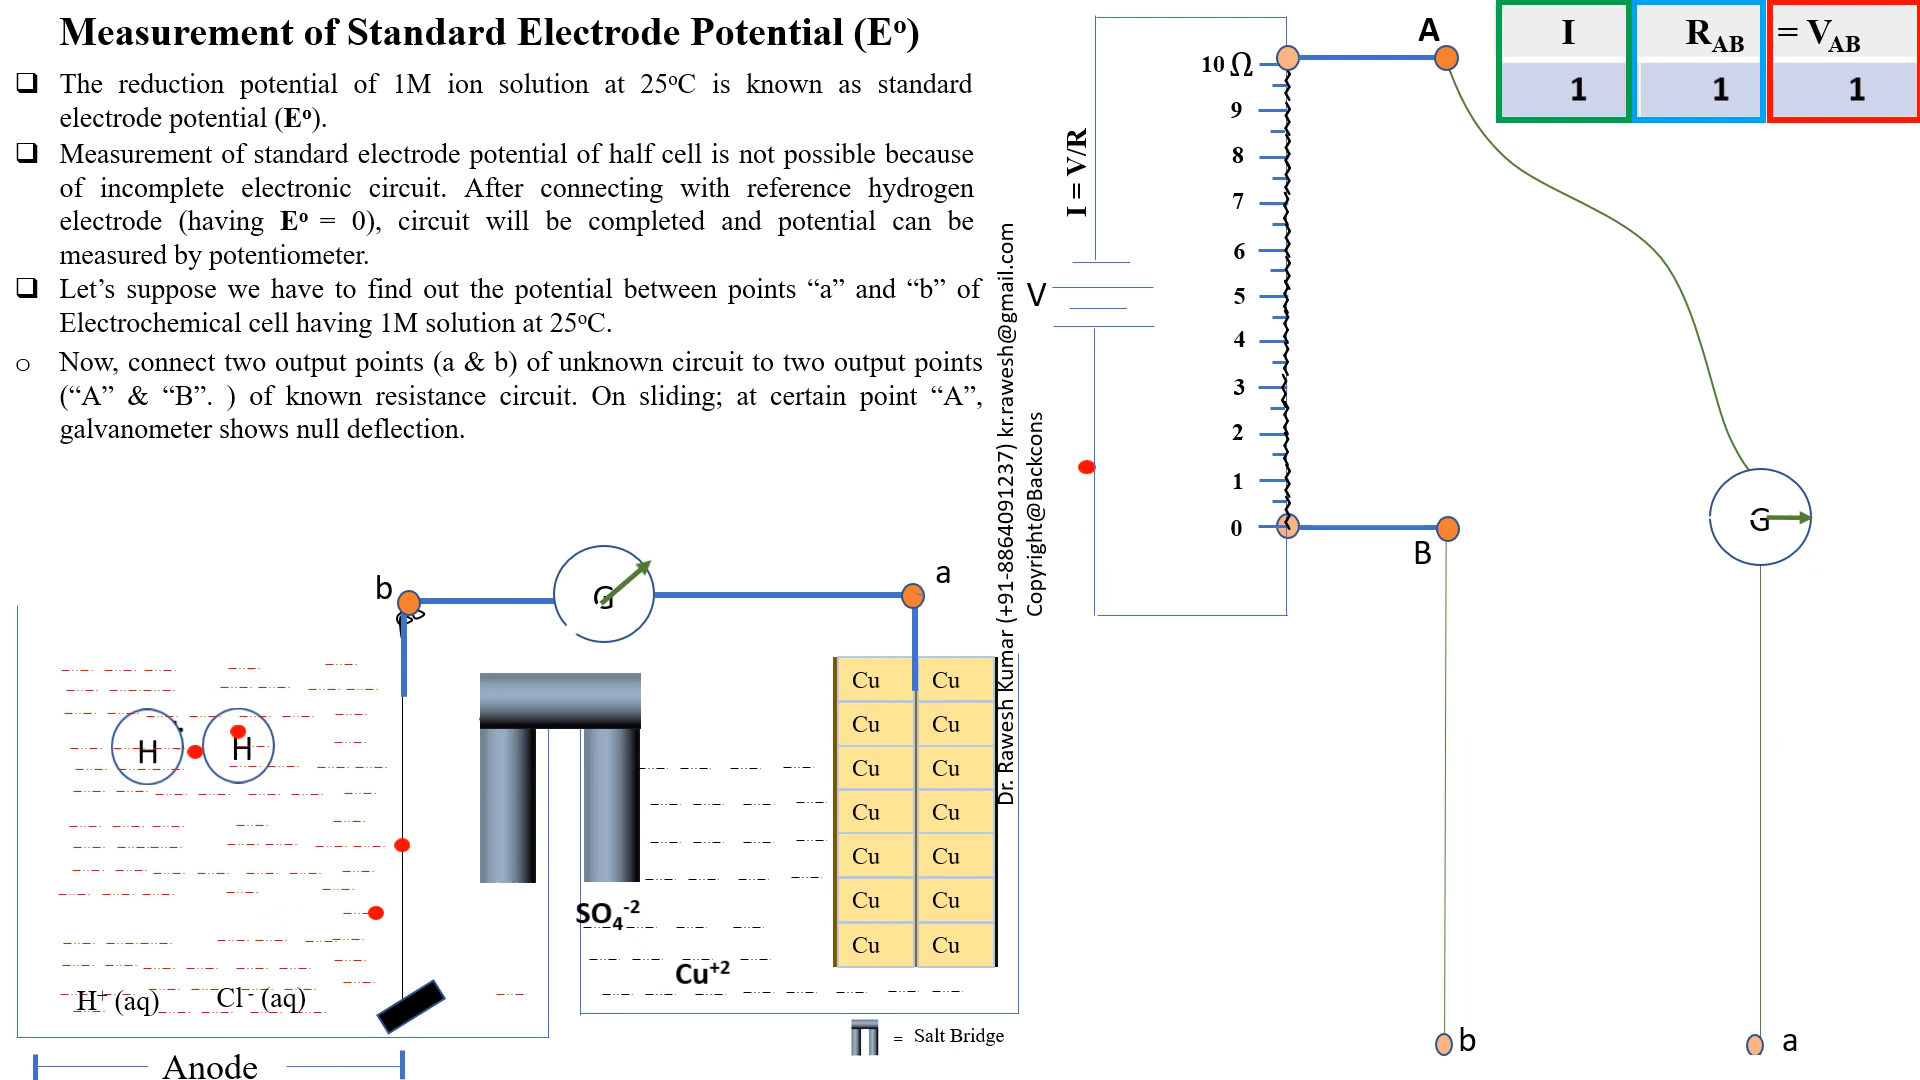 Measurement of Standard Electrode Potential (Eº)
❑ The reduction potential of 1M ion solution at 25ºC is known as standard
electrode potential (Eº).
❑ Measurement of standard electrode potential of half cell is not possible because
of incomplete electronic circuit. After connecting with reference hydrogen
electrode (having Eº = 0), circuit will be completed and potential can be
measured by potentiometer.
❑ Let’s suppose we have to find out the potential between points “a” and “b” of
Electrochemical cell having 1M solution at 25ºC.
o Now, connect two output points (a & b) of unknown circuit to two output points
(“A” & “B”. ) of known resistance circuit. On sliding; at certain point “A”,
galvanometer shows null deflection.
b
G
a
H
H
H⁺ (aq)
Cl⁻ (aq)
Anode
SO₄⁻²
Cu⁺²
Cu Cu
Cu Cu
Cu Cu
Cu Cu
Cu Cu
Cu Cu
Cu Cu
= Salt Bridge
Dr. Rawesh Kumar (+91-8864091237) kr.rawesh@gmail.com
Copyright@Backcons
I = V/R
V
10 Ω
9
8
7
6
5
4
3
2
1
0
A
B
G
b
a
I R_AB = V_AB
1 1 1